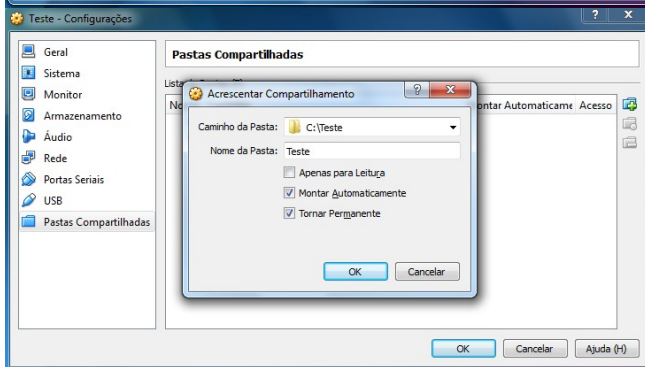 Teste - Configurações
Geral
Sistema
Monitor
Armazenamento
Áudio
Rede
Portas Seriais
USB
Pastas Compartilhadas
Pastas Compartilhadas
Acesso
Acrescentar Compartilhamento
Caminho da Pasta: C:\Teste
Nome da Pasta: Teste
Apenas para Leitura
Montar Automaticamente
Tornar Permanente
OK Cancelar
OK Cancelar Ajuda (H)